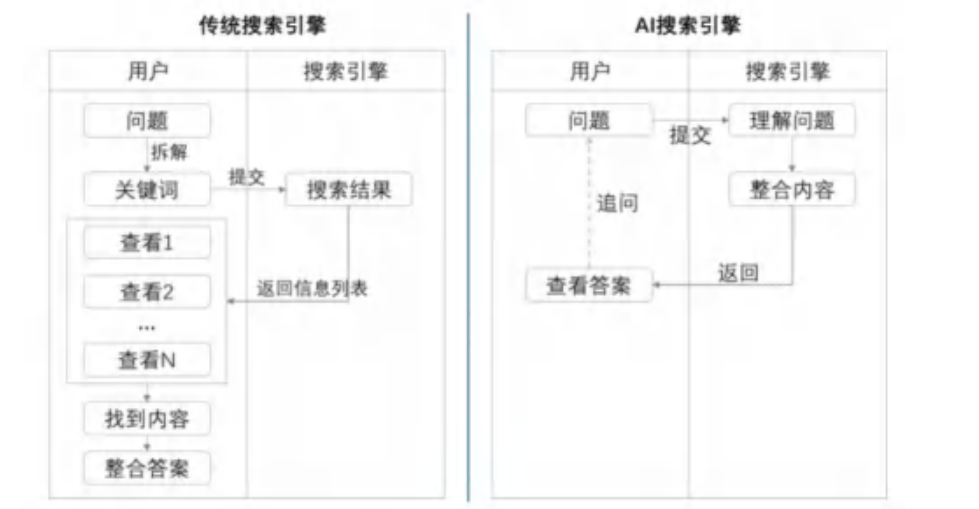 传统搜索引擎
用户
搜索引擎
问题
拆解
关键词
提交
搜索结果
查看1
查看2
返回信息列表
...
查看N
找到内容
整合答案
AI搜索引擎
用户
搜索引擎
问题
提交
理解问题
整合内容
追问
返回
查看答案